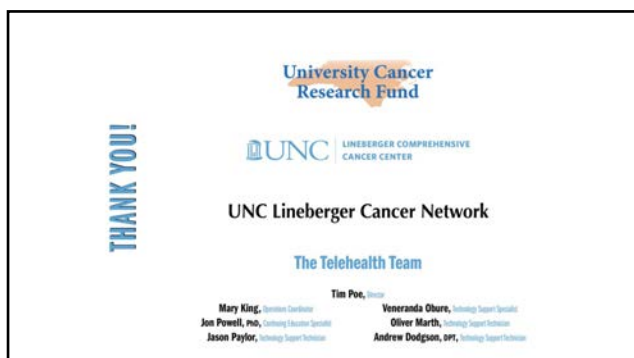 THANK YOU!
University Cancer
Research Fund
UNC LINEBERGER COMPREHENSIVE
CANCER CENTER
UNC Lineberger Cancer Network
The Telehealth Team
Tim Poe, Director
Mary King, Operations Coordinator
Veneranda Obure, Technology Support Specialist
Jon Powell, PhD, Continuing Education Specialist
Oliver Marth, Technology Support Technician
Jason Paylor, Technology Support Technician
Andrew Dodgson, DPT, Technology Support Technician